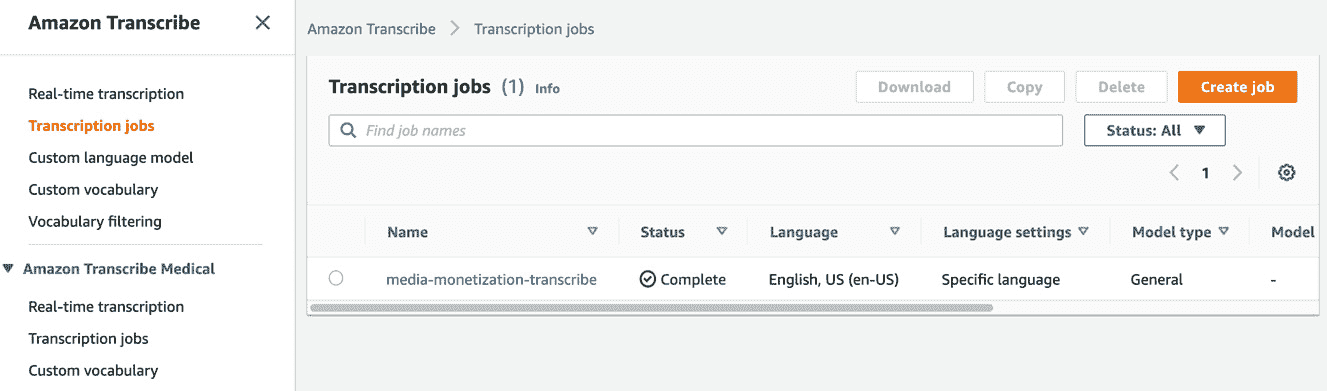 Amazon Transcribe
Real-time transcription
Transcription jobs
Custom language model
Custom vocabulary
Vocabulary filtering
Amazon Transcribe Medical
Real-time transcription
Transcription jobs
Custom vocabulary
Amazon Transcribe > Transcription jobs
Transcription jobs (1) Info
Download Copy Delete Create job
Find job names
Status: All
1
Name Status Language Language settings Model type Model
media-monetization-transcribe Complete English, US (en-US) Specific language General -